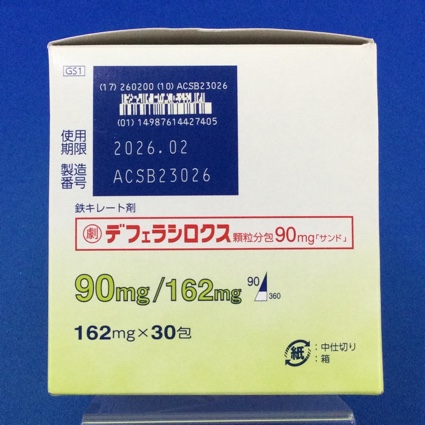 GS1
(17) 260200 (10) ACSB23026
(01) 14987614427405
使用期限 2026.02
製造番号 ACSB23026
鉄キレート剤
劇 デフェラシロクス顆粒分包90mg「サンド」
90mg/162mg
90
360
162mg×30包
紙 :中仕切り
:箱